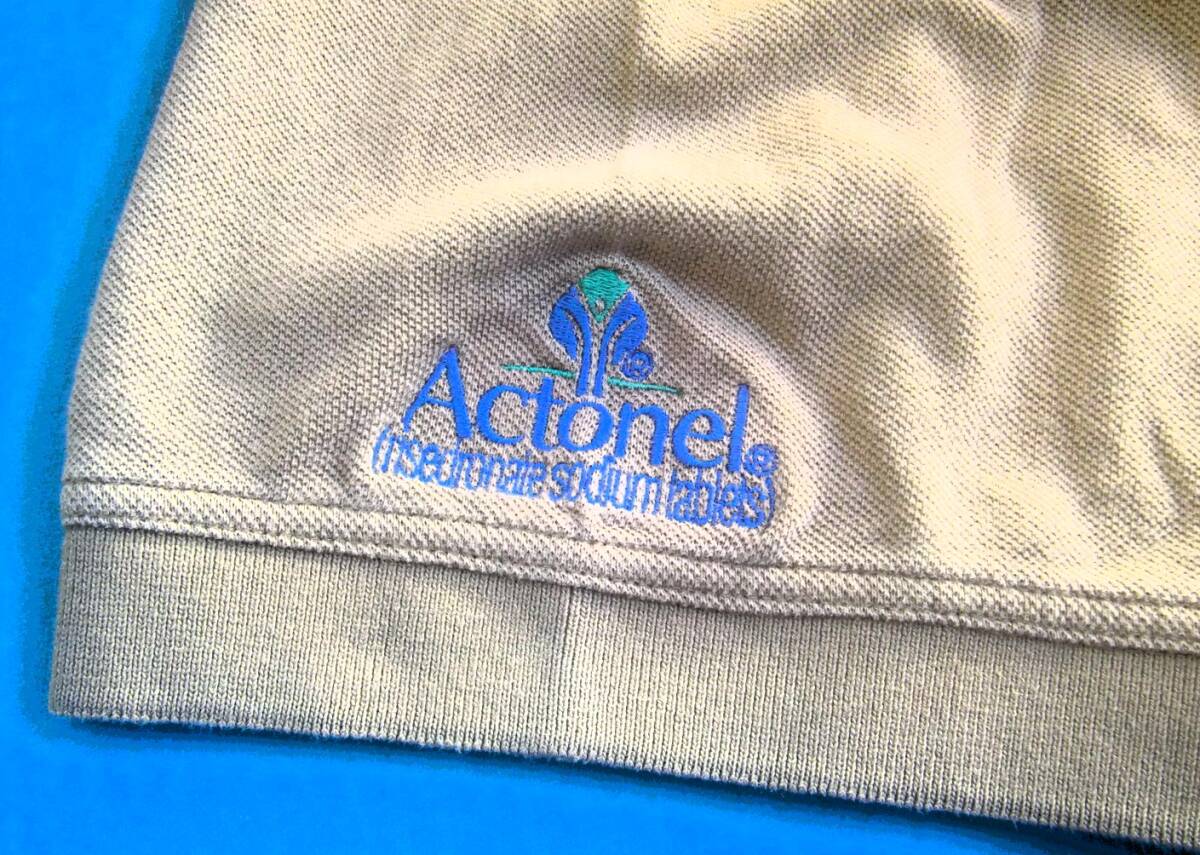 ®
Actonel®
(risedronate sodium tablets)